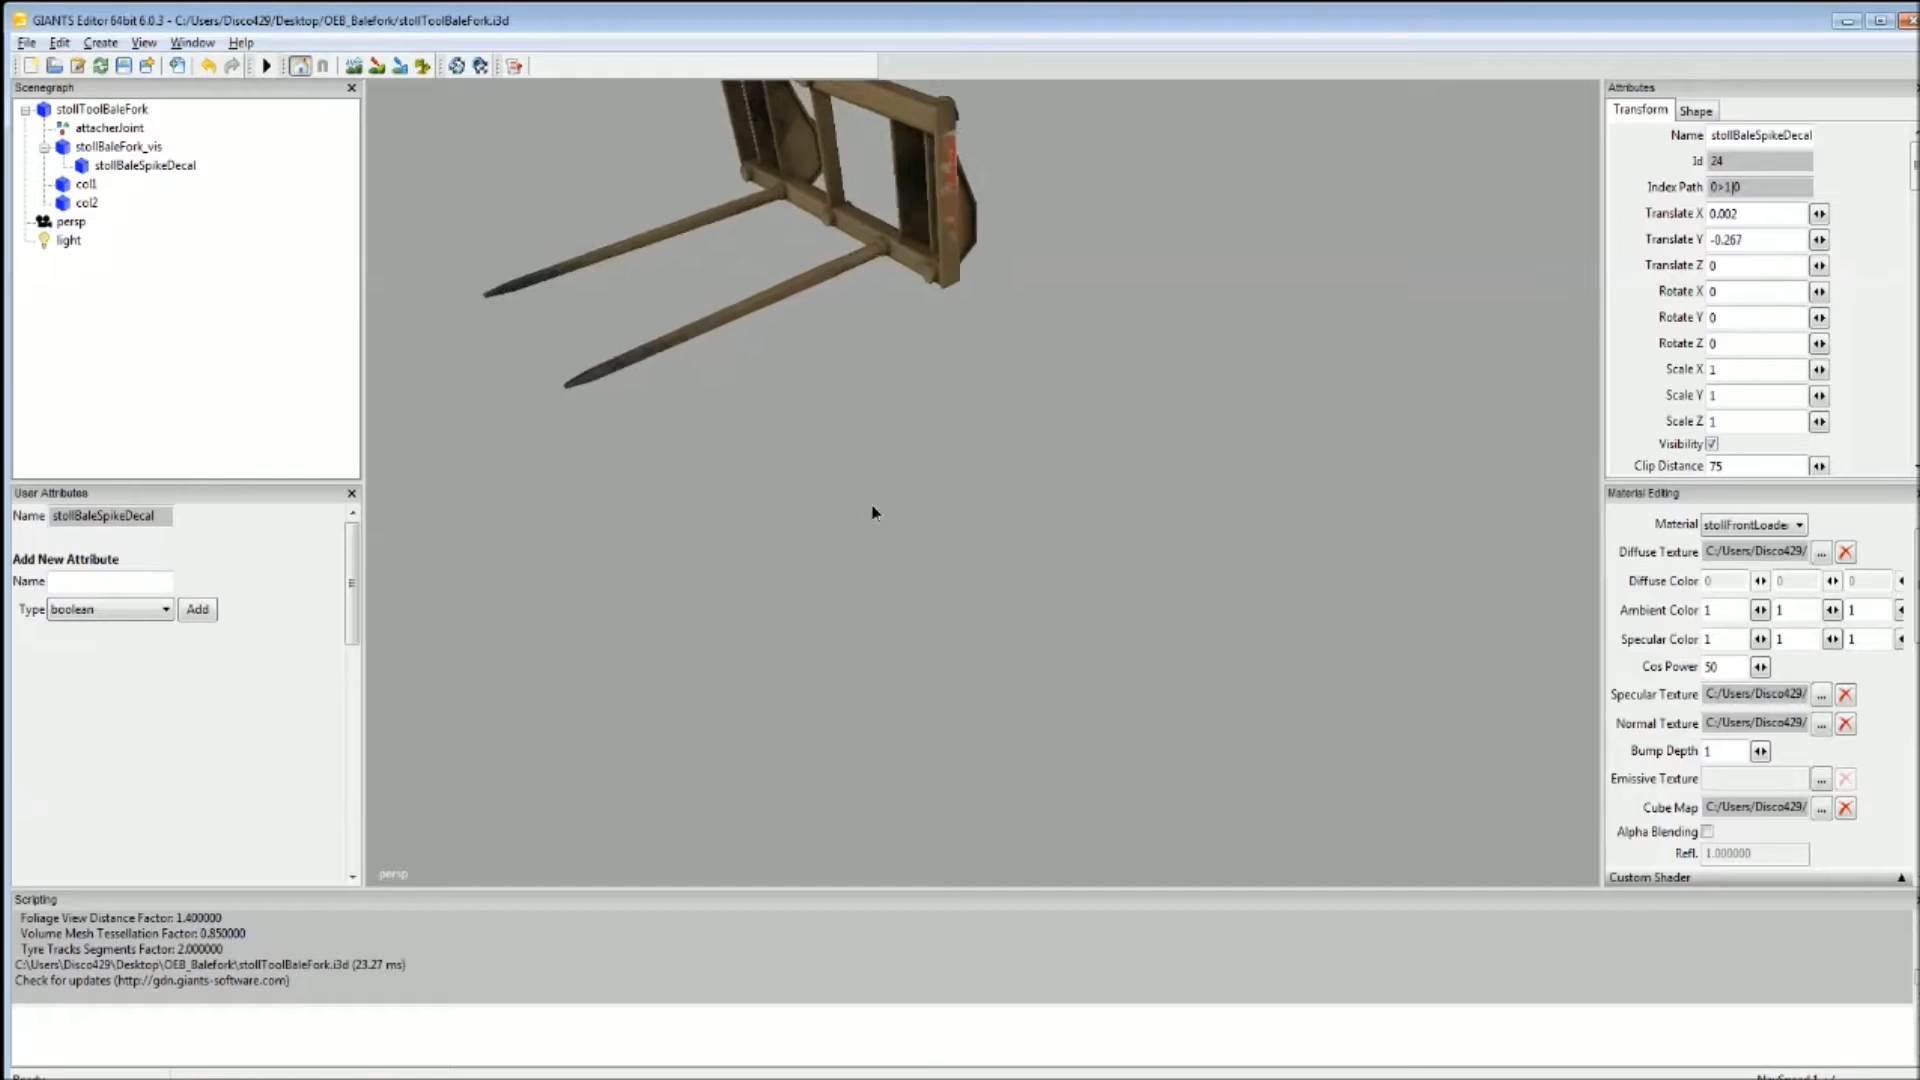 GIANTS Editor 64bit 6.0.3 - C:/Users/Disco429/Desktop/OEB_Balefork/stollToolBaleFork.i3d
File Edit Create View Window Help
Scenegraph
stollToolBaleFork
attacherJoint
stollBaleFork_vis
stollBaleSpikeDecal
col1
col2
persp
light
User Attributes
Name stollBaleSpikeDecal
Add New Attribute
Name
Type boolean Add
persp
Attributes
Transform Shape
Name stollBaleSpikeDecal
Id 24
Index Path 0>1|0
Translate X 0.002
Translate Y -0.267
Translate Z 0
Rotate X 0
Rotate Y 0
Rotate Z 0
Scale X 1
Scale Y 1
Scale Z 1
Visibility
Clip Distance 75
Material Editing
Material stollFrontLoader
Diffuse Texture C:/Users/Disco429/ ...
Diffuse Color 0 0 0
Ambient Color 1 1 1
Specular Color 1 1 1
Cos Power 50
Specular Texture C:/Users/Disco429/ ...
Normal Texture C:/Users/Disco429/ ...
Bump Depth 1
Emissive Texture ...
Cube Map C:/Users/Disco429/ ...
Alpha Blending
Refl. 1.000000
Custom Shader
Scripting
Foliage View Distance Factor: 1.400000
Volume Mesh Tessellation Factor: 0.850000
Tyre Tracks Segments Factor: 2.000000
C:\Users\Disco429\Desktop\OEB_Balefork\stollToolBaleFork.i3d (23.27 ms)
Check for updates (http://gdn.giants-software.com)